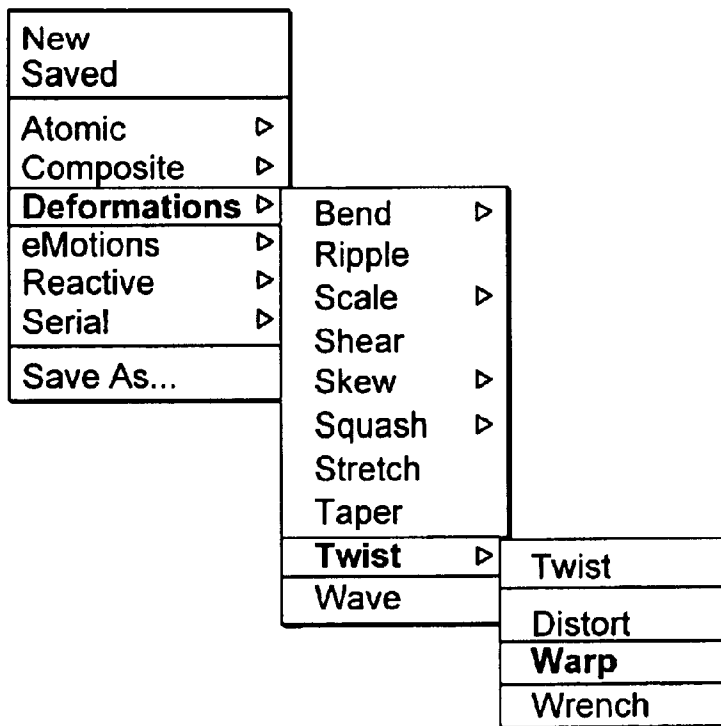 New
Saved
Atomic
Composite
Deformations
eMotions
Reactive
Serial
Save As...
Bend
Ripple
Scale
Shear
Skew
Squash
Stretch
Taper
Twist
Wave
Twist
Distort
Warp
Wrench